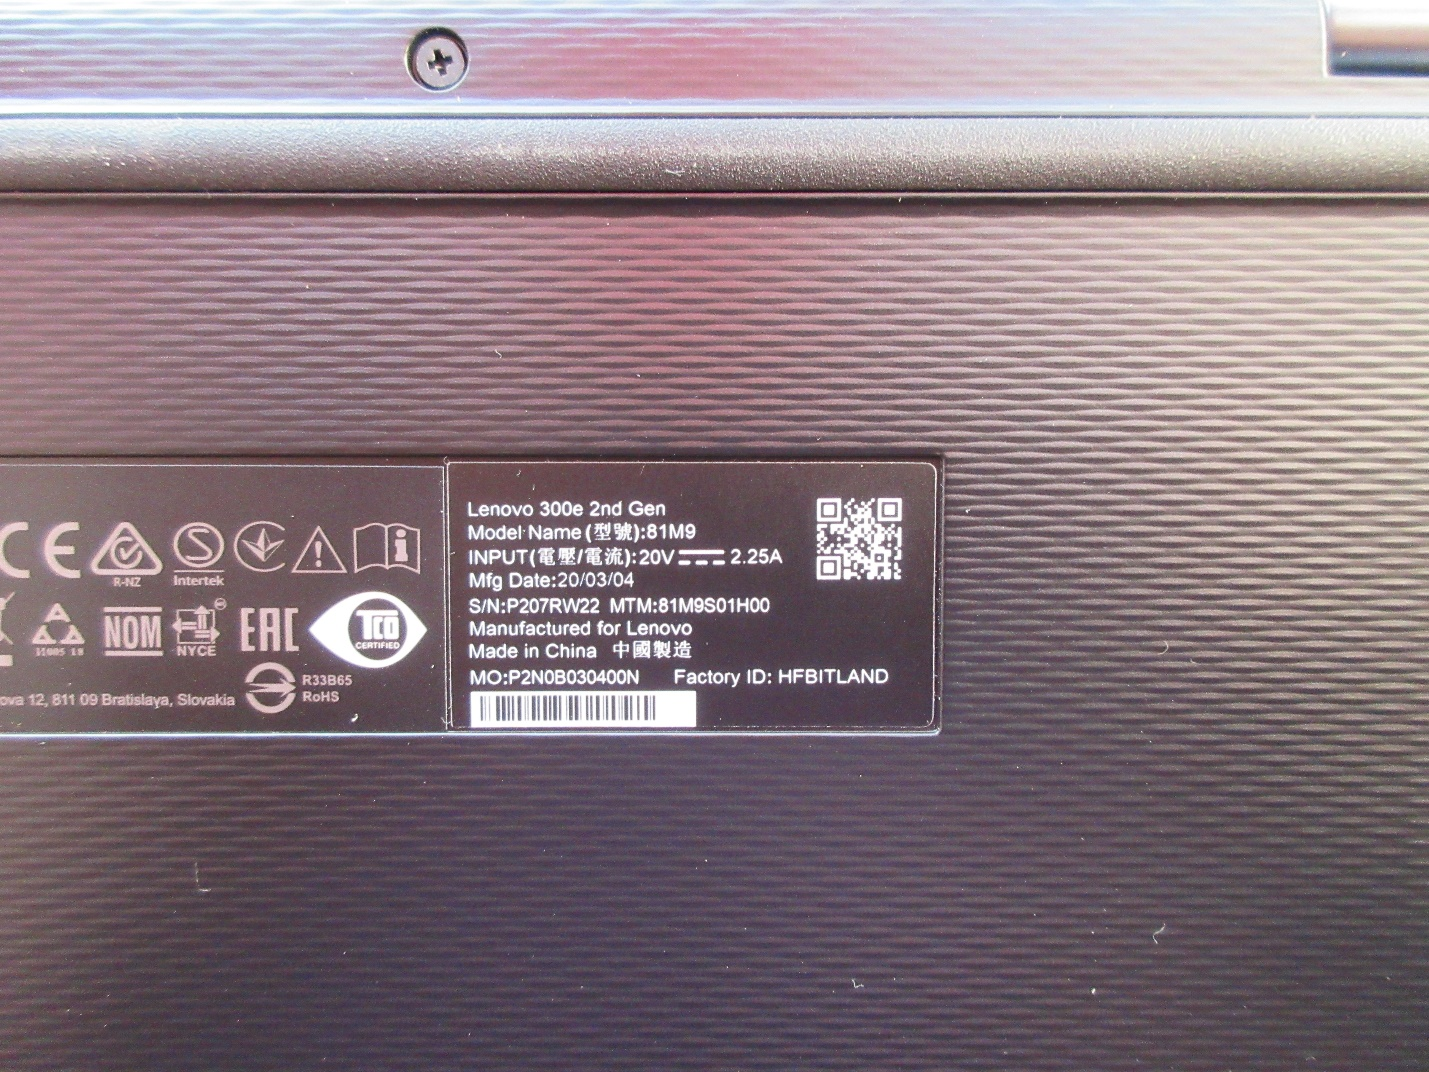 CE
R-NZ
Intertek
NOM
NYCE
EAC
TCO
CERTIFIED
R33B65
RoHS
ova 12, 811 09 Bratislava, Slovakia
Lenovo 300e 2nd Gen
Model Name(型號):81M9
INPUT(電壓/電流):20V 2.25A
Mfg Date:20/03/04
S/N:P207RW22 MTM:81M9S01H00
Manufactured for Lenovo
Made in China 中國製造
MO:P2N0B030400N Factory ID: HFBITLAND